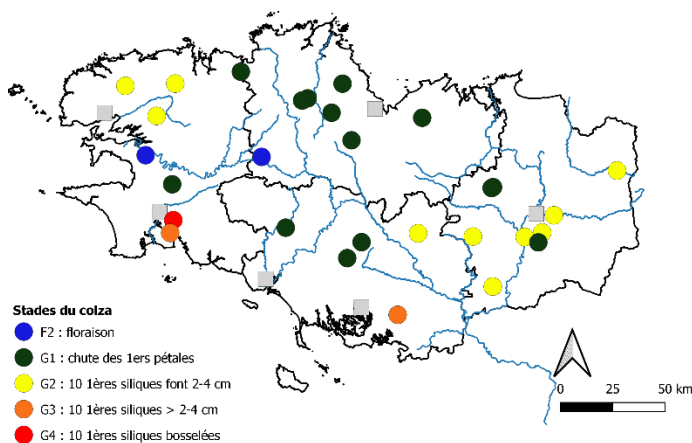 Stades du colza
F2 : floraison
G1 : chute des 1ers pétales
G2 : 10 1ères siliques font 2-4 cm
G3 : 10 1ères siliques > 2-4 cm
G4 : 10 1ères siliques bosselées
0 25 50 km